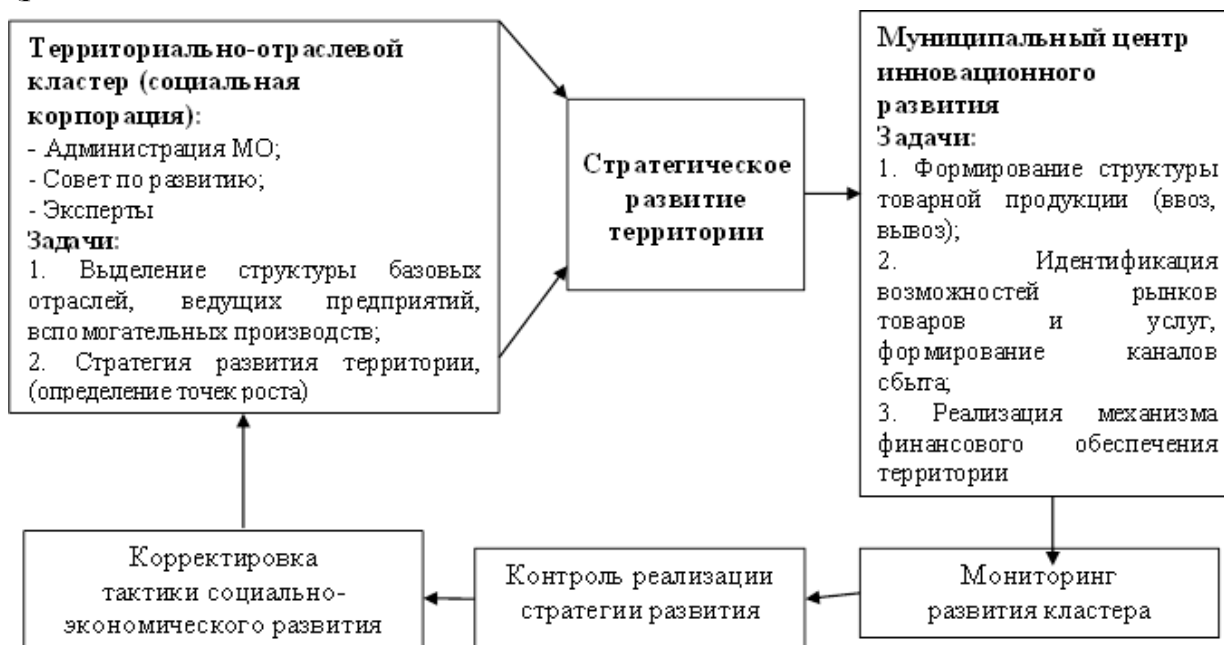 Территориально-отраслевой
кластер (социальная
корпорация):
- Администрация МО;
- Совет по развитию;
- Эксперты
Задачи:
1. Выделение структуры базовых
отраслей, ведущих предприятий,
вспомогательных производств;
2. Стратегия развития территории,
(определение точек роста)
Стратегическое
развитие
территории
Муниципальный центр
инновационного
развития
Задачи:
1. Формирование структуры
товарной продукции (ввоз,
вывоз);
2. Идентификация
возможностей рынков
товаров и услуг,
формирование каналов
сбыта;
3. Реализация механизма
финансового обеспечения
территории
Мониторинг
развития кластера
Контроль реализации
стратегии развития
Корректировка
тактики социально-
экономического развития